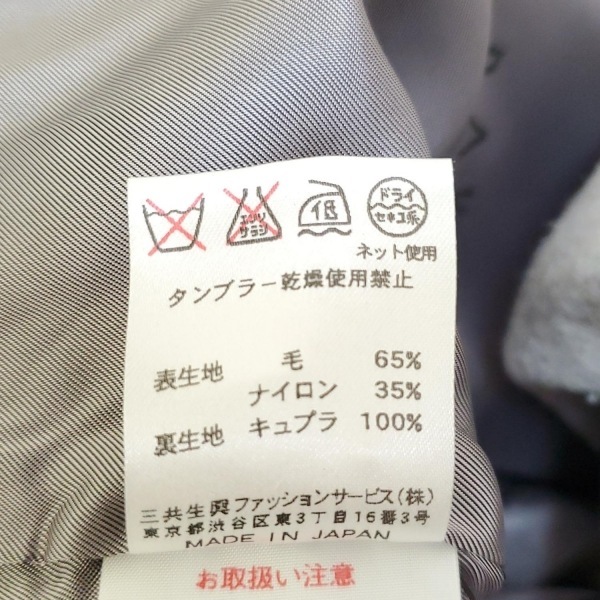 エンソ
サラシ
低
ドライ
セキユ系
ネット使用
タンブラー乾燥使用禁止
表生地 毛 65%
ナイロン 35%
裏生地 キュプラ 100%
三共生興ファッションサービス(株)
東京都渋谷区東3丁目16番3号
MADE IN JAPAN
お取扱い注意